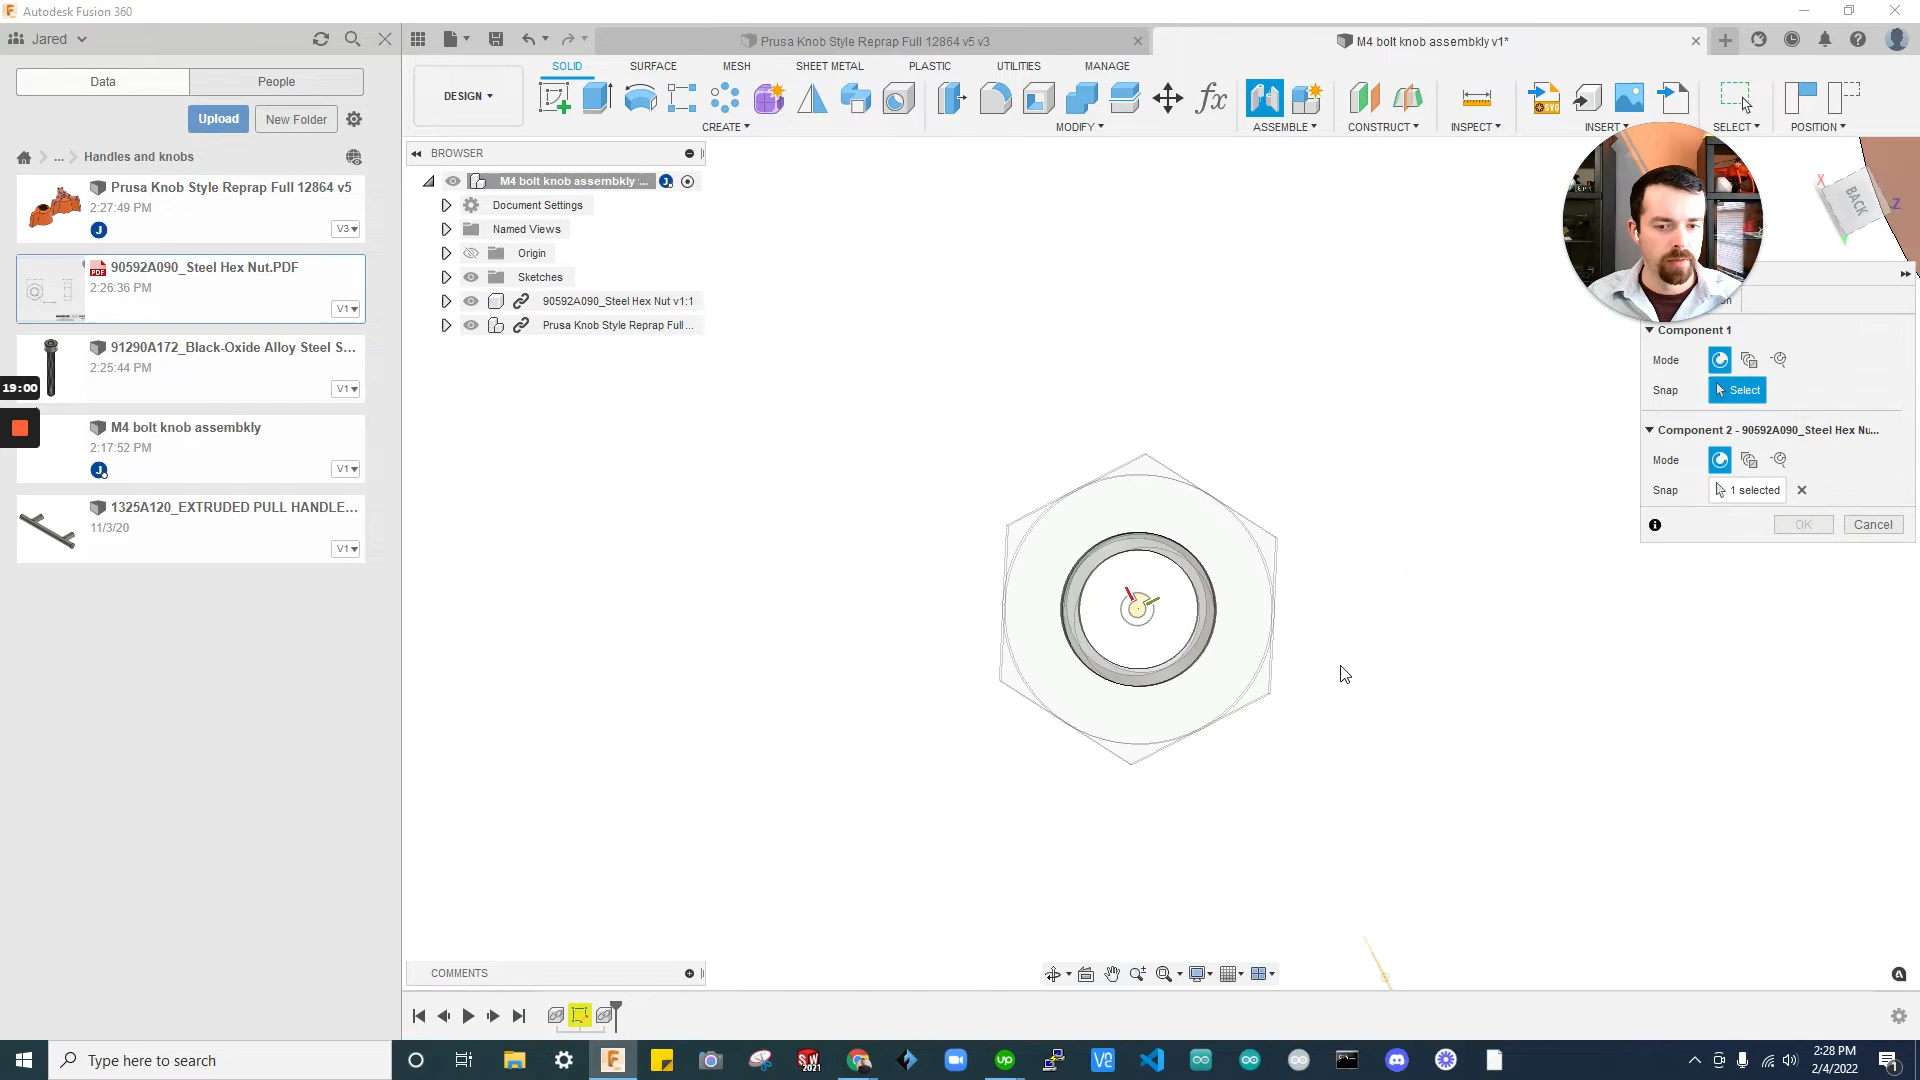 Autodesk Fusion 360
Jared
Data
People
Upload
New Folder
...
Handles and knobs
Prusa Knob Style Reprap Full 12864 v5
2:27:49 PM
J
V3
PDF
90592A090_Steel Hex Nut.PDF
2:26:36 PM
V1
91290A172_Black-Oxide Alloy Steel S...
2:25:44 PM
V1
19:00
M4 bolt knob assembkly
2:17:52 PM
J
V1
1325A120_EXTRUDED PULL HANDLE...
11/3/20
V1
Prusa Knob Style Reprap Full 12864 v5 v3
M4 bolt knob assembkly v1*
DESIGN
SOLID
SURFACE
MESH
SHEET METAL
PLASTIC
UTILITIES
MANAGE
fx
SVG
CREATE
MODIFY
ASSEMBLE
CONSTRUCT
INSPECT
INSERT
SELECT
POSITION
BROWSER
M4 bolt knob assembkly ...
J
Document Settings
Named Views
Origin
Sketches
90592A090_Steel Hex Nut v1:1
Prusa Knob Style Reprap Full...
X
BACK
Z
Component 1
Mode
Snap
Select
Component 2 - 90592A090_Steel Hex Nu...
Mode
Snap
1 selected
OK
Cancel
COMMENTS
Type here to search
SW
2021
up
2:28 PM
2/4/2022
1